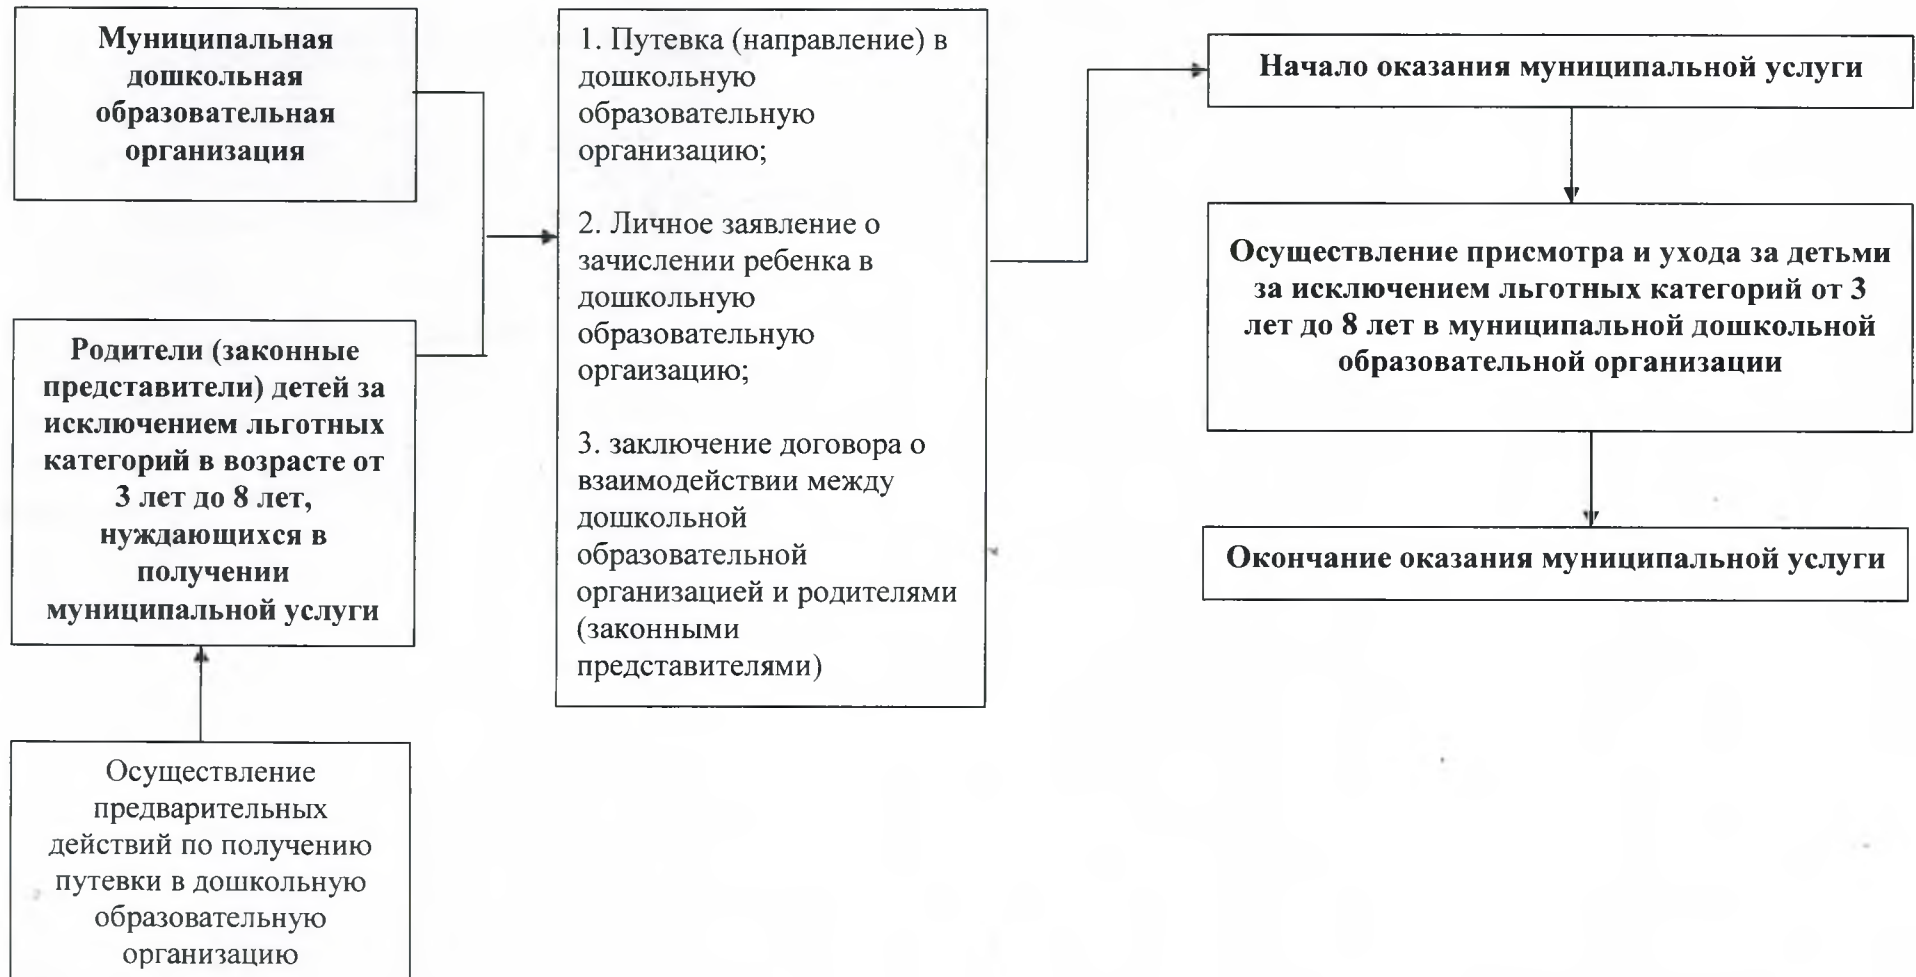 Муниципальная
дошкольная
образовательная
организация
Родители (законные
представители) детей за
исключением льготных
категорий в возрасте от
3 лет до 8 лет,
нуждающихся в
получении
муниципальной услуги
Осуществление
предварительных
действий по получению
путевки в дошкольную
образовательную
организацию
1. Путевка (направление) в
дошкольную
образовательную
организацию;
2. Личное заявление о
зачислении ребенка в
дошкольную
образовательную
оргаизацию;
3. заключение договора о
взаимодействии между
дошкольной
образовательной
организацией и родителями
(законными
представителями)
Начало оказания муниципальной услуги
Осуществление присмотра и ухода за детьми
за исключением льготных категорий от 3
лет до 8 лет в муниципальной дошкольной
образовательной организации
Окончание оказания муниципальной услуги